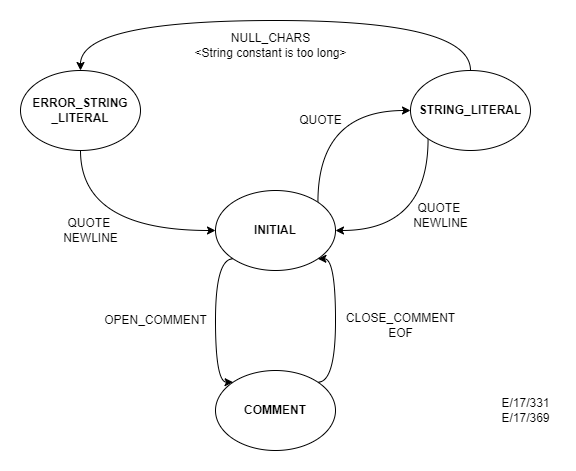 NULL_CHARS
<String constant is too long>
ERROR_STRING
_LITERAL
STRING_LITERAL
QUOTE
QUOTE
NEWLINE
QUOTE
NEWLINE
INITIAL
OPEN_COMMENT
CLOSE_COMMENT
EOF
COMMENT
E/17/331
E/17/369